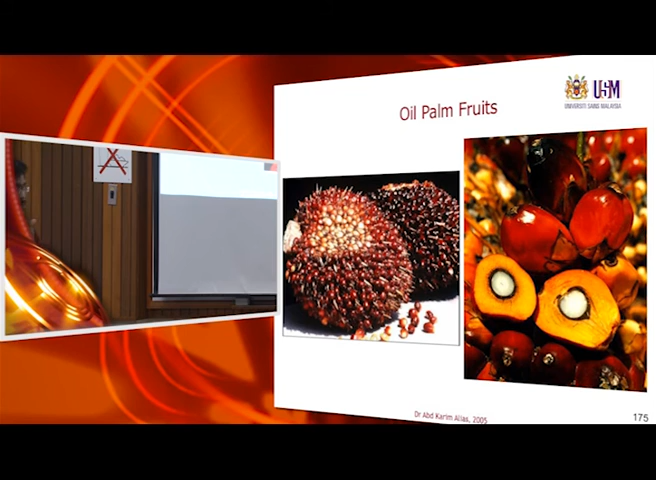 Oil Palm Fruits
USM
UNIVERSITI SAINS MALAYSIA
Dr Abd Karim Alias, 2005
175